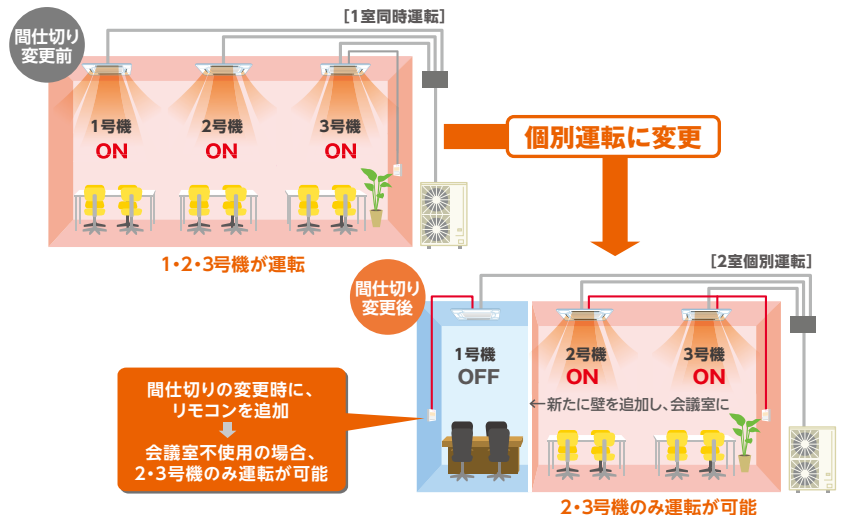 間仕切り
変更前
[1室同時運転]
1号機
ON
2号機
ON
3号機
ON
1・2・3号機が運転
個別運転に変更
間仕切り
変更後
[2室個別運転]
1号機
OFF
2号機
ON
3号機
ON
←新たに壁を追加し、会議室に
間仕切りの変更時に、
リモコンを追加
会議室不使用の場合、
2・3号機のみ運転が可能
2・3号機のみ運転が可能